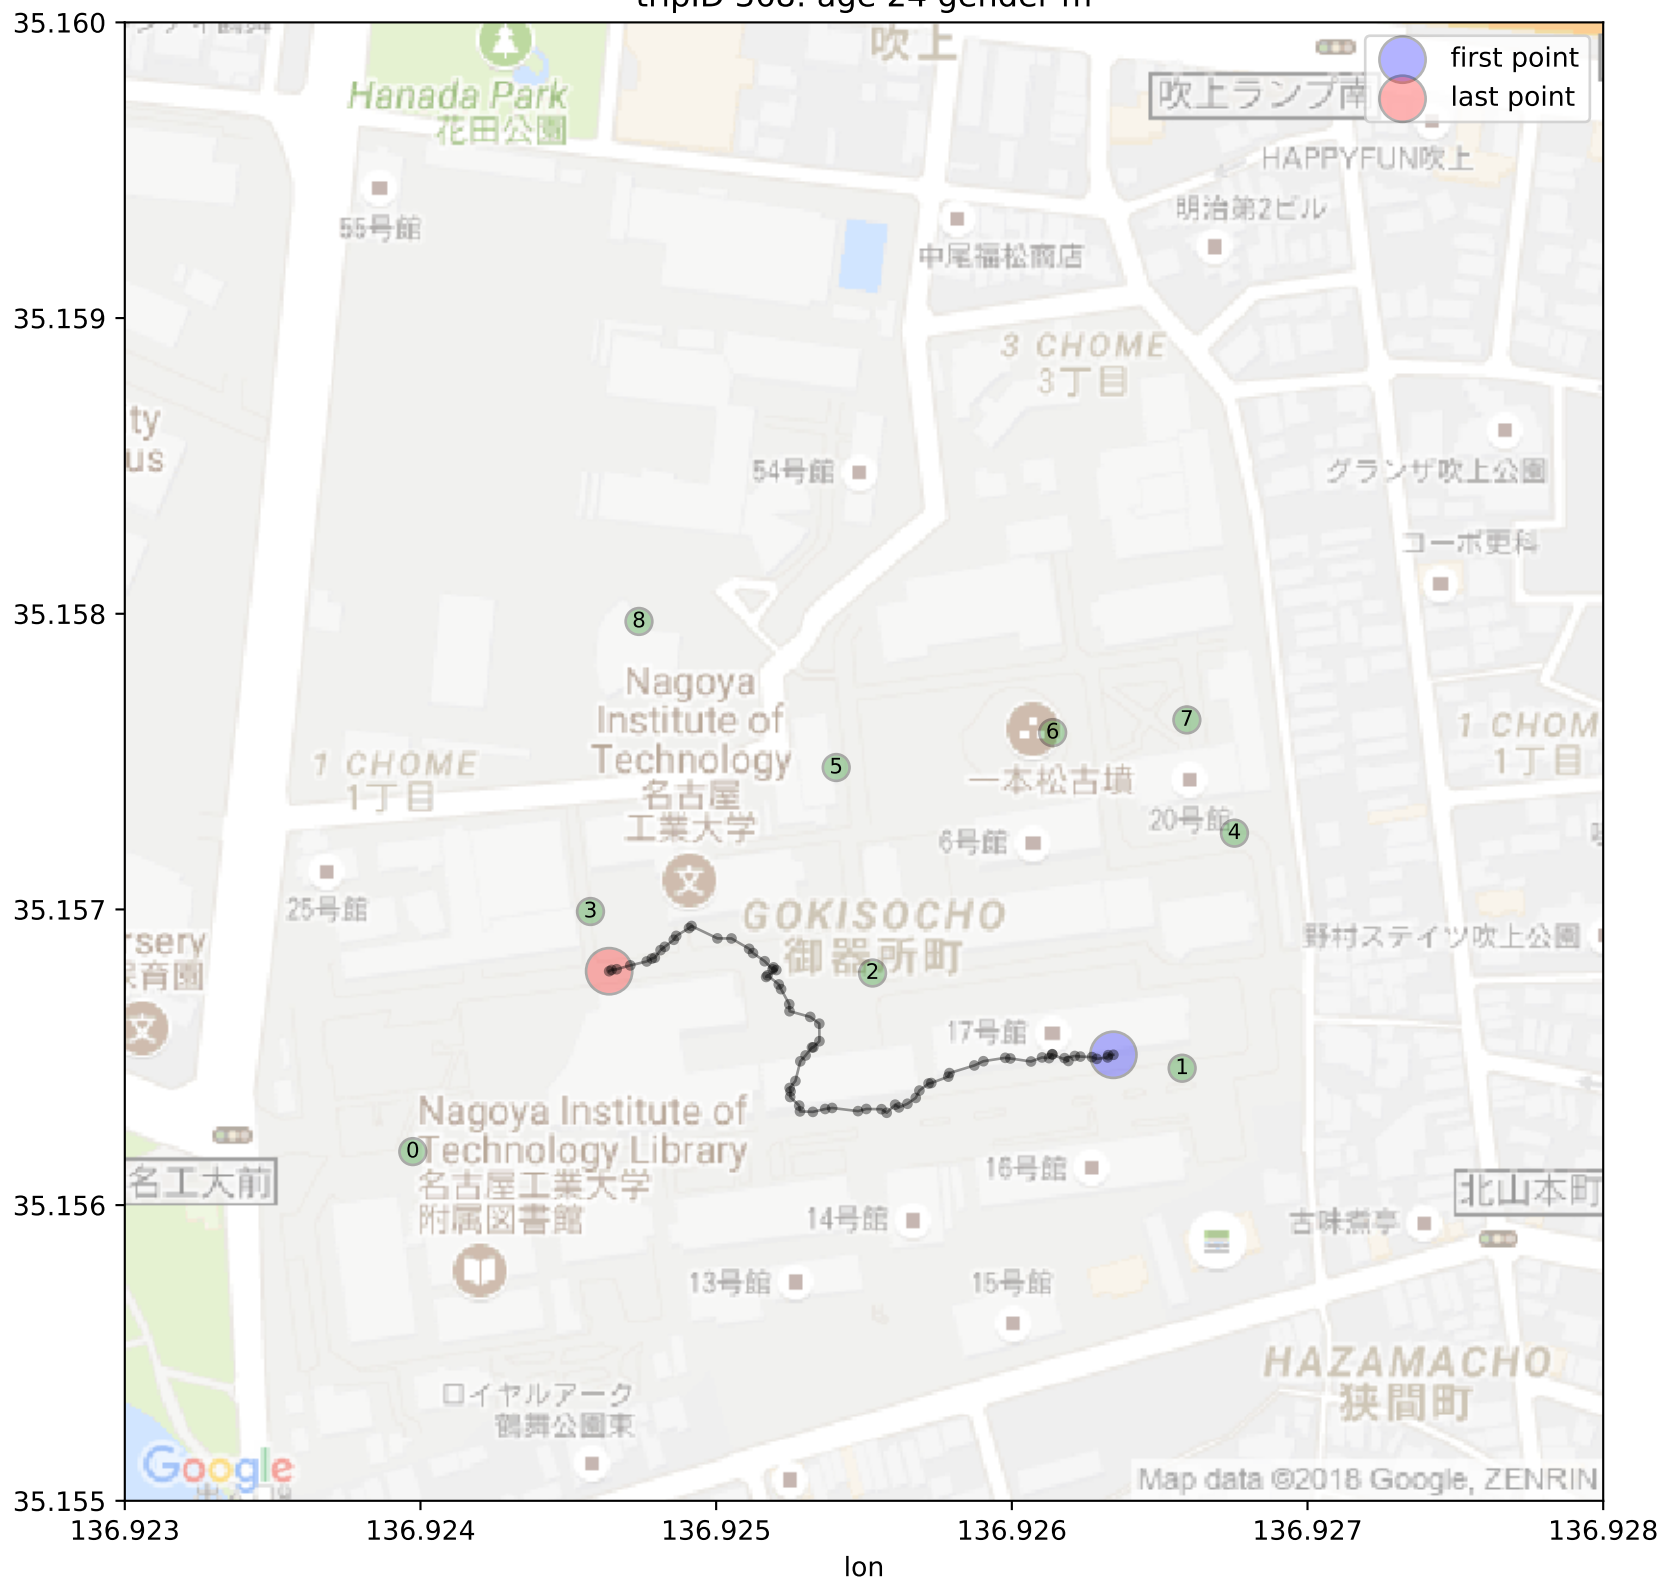 35.160
吹上
first point
last point
吹上ランプ南
Hanada Park
花田公園
HAPPYFUN吹上
55号館
明治第2ビル
中尾福松商店
35.159
3 CHOME
3丁目
ty
us
54号館
グランザ吹上公園
コーポ更科
35.158
8
Nagoya
Institute of
Technology
名古屋
工業大学
7
6
5
一本松古墳
1 CHOME
1丁目
1 CHOM
1丁目
20号館
4
6号館
25号館
35.157
3
GOKISOCHO
御器所町
2
野村ステイツ吹上公園
rsery
保育園
17号館
1
Nagoya Institute of
Technology Library
名古屋工業大学
附属図書館
0
名工大前
16号館
北山本町
35.156
14号館
古味煮亭
13号館
15号館
HAZAMACHO
狭間町
ロイヤルアーク
鶴舞公園東
Google
Map data ©2018 Google, ZENRIN
35.155
136.923
136.924
136.925
136.926
136.927
136.928
lon